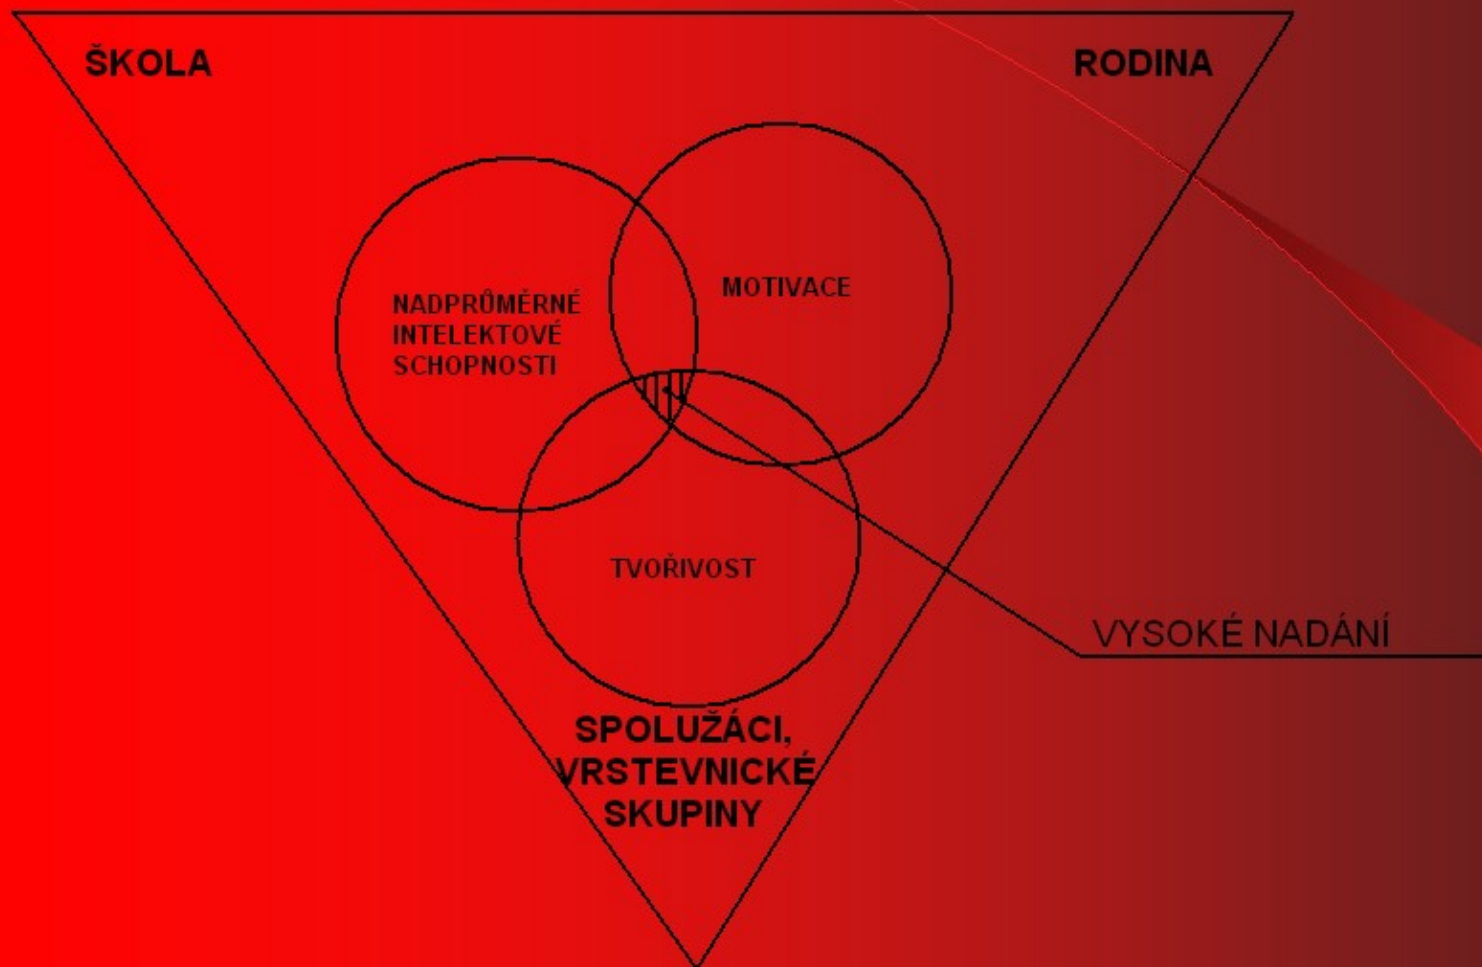 ŠKOLA
RODINA
MOTIVACE
NADPRŮMĚRNÉ
INTELEKTOVÉ
SCHOPNOSTI
TVOŘIVOST
VYSOKÉ NADÁNÍ
SPOLUŽÁCI,
VRSTEVNICKÉ
SKUPINY